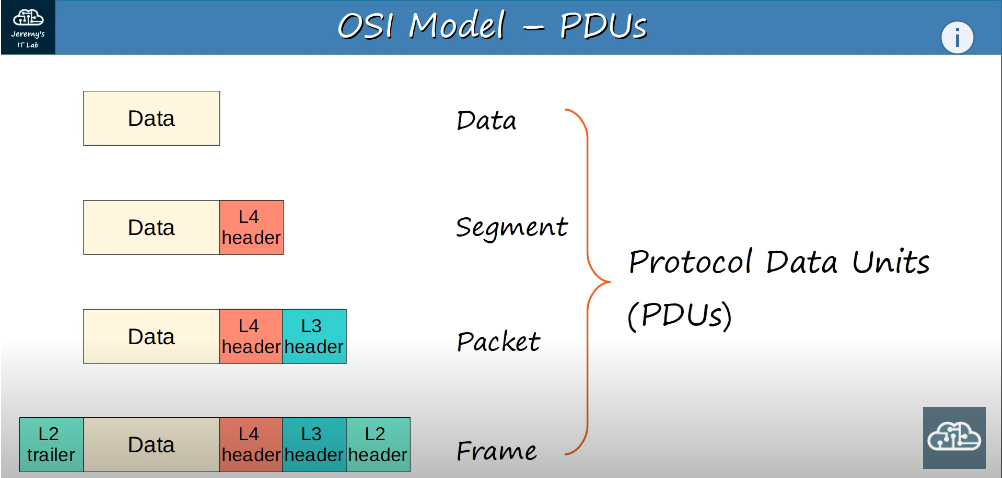 Jeremy's
IT Lab
OSI Model – PDUs
i
Data
Data
Data
L4
header
Segment
Protocol Data Units
(PDUs)
Data
L4
header
L3
header
Packet
L2
trailer
Data
L4
header
L3
header
L2
header
Frame